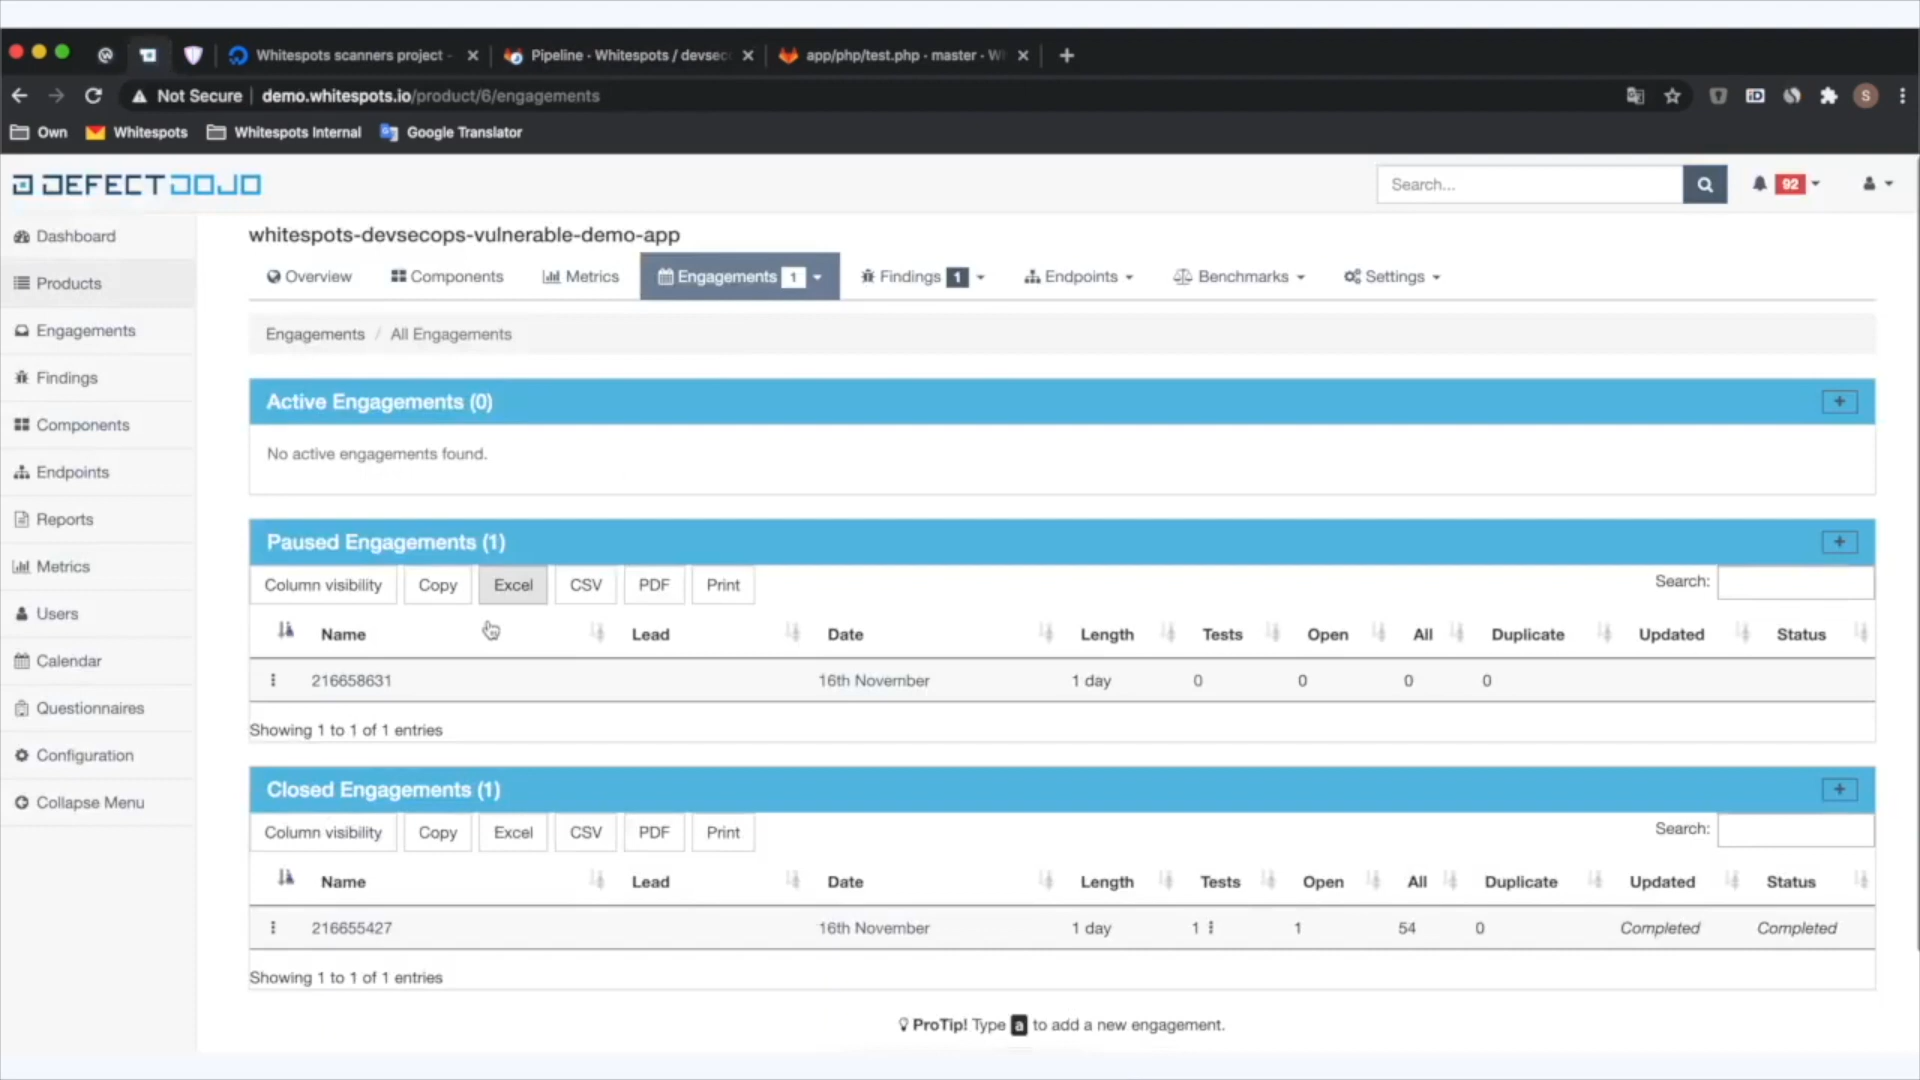 Whitespots scanners project -
Pipeline - Whitespots / devsec
app/php/test.php - master - W
Not Secure demo.whitespots.io/product/6/engagements
S
Own Whitespots Whitespots Internal Google Translator
DEFECTDOJO
Search...
92
Dashboard
Products
Engagements
Findings
Components
Endpoints
Reports
Metrics
Users
Calendar
Questionnaires
Configuration
Collapse Menu
whitespots-devsecops-vulnerable-demo-app
Overview Components Metrics Engagements 1 Findings 1 Endpoints Benchmarks Settings
Engagements / All Engagements
Active Engagements (0)
No active engagements found.
Paused Engagements (1)
Column visibility Copy Excel CSV PDF Print Search:
Name Lead Date Length Tests Open All Duplicate Updated Status
216658631 16th November 1 day 0 0 0 0
Showing 1 to 1 of 1 entries
Closed Engagements (1)
Column visibility Copy Excel CSV PDF Print Search:
Name Lead Date Length Tests Open All Duplicate Updated Status
216655427 16th November 1 day 1 1 54 0 Completed Completed
Showing 1 to 1 of 1 entries
ProTip! Type a to add a new engagement.